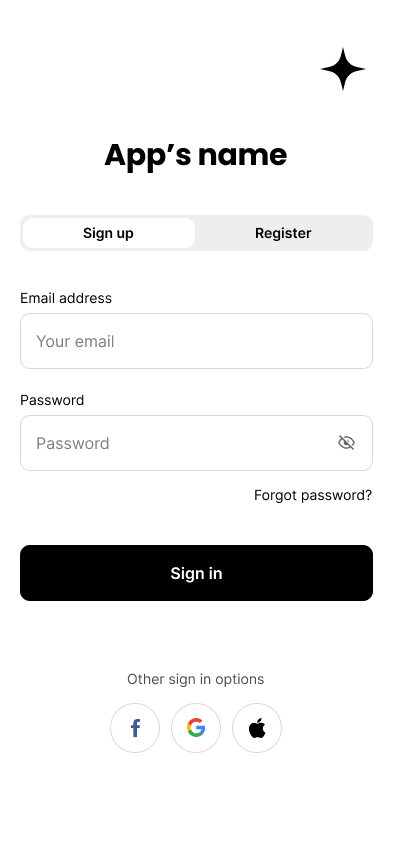 App’s name
Sign up Register
Email address
Your email
Password
Password
Forgot password?
Sign in
Other sign in options